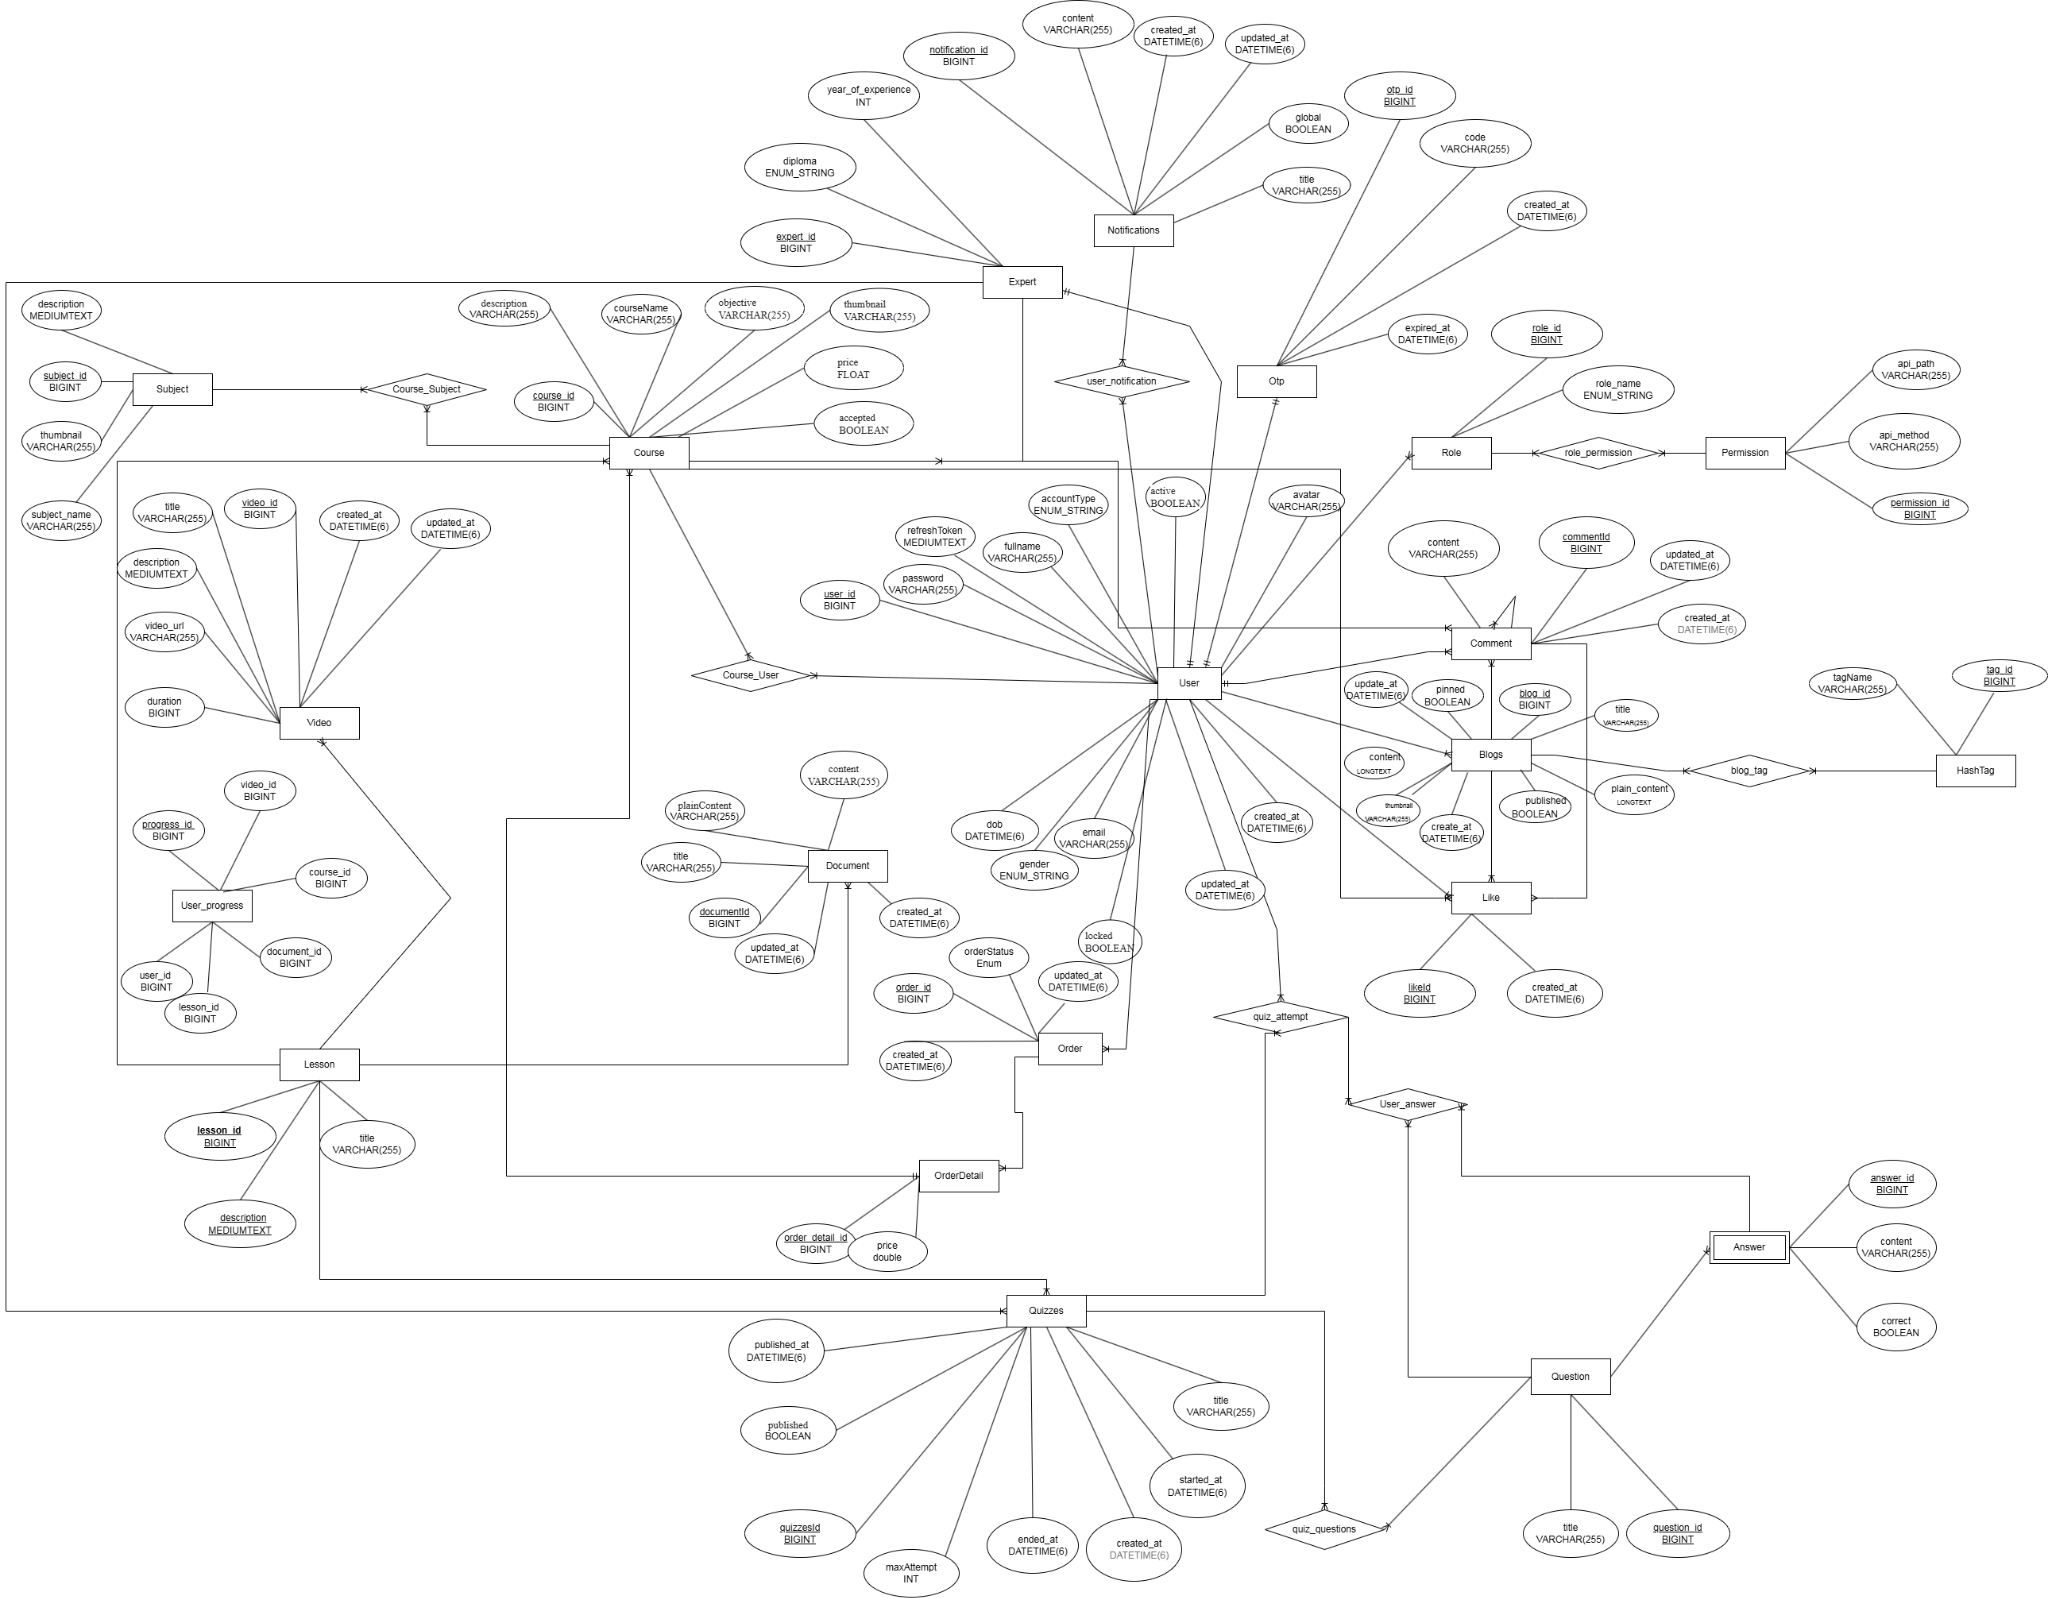 content
VARCHAR(255)
created_at
DATETIME(6)
updated_at
DATETIME(6)
notification_id
BIGINT
year_of_experience
INT
otp_id
BIGINT
global
BOOLEAN
code
VARCHAR(255)
diploma
ENUM_STRING
title
VARCHAR(255)
created_at
DATETIME(6)
Notifications
expert_id
BIGINT
Expert
description
MEDIUMTEXT
description
VARCHAR(255)
courseName
VARCHAR(255)
objective
VARCHAR(255)
thumbnail
VARCHAR(255)
expired_at
DATETIME(6)
role_id
BIGINT
price
FLOAT
api_path
VARCHAR(255)
subject_id
BIGINT
Subject
Course_Subject
user_notification
Otp
role_name
ENUM_STRING
course_id
BIGINT
accepted
BOOLEAN
thumbnail
VARCHAR(255)
api_method
VARCHAR(255)
Course
Role
role_permission
Permission
title
VARCHAR(255)
video_id
BIGINT
subject_name
VARCHAR(255)
created_at
DATETIME(6)
updated_at
DATETIME(6)
accountType
ENUM_STRING
active
BOOLEAN
avatar
VARCHAR(255)
permission_id
BIGINT
refreshToken
MEDIUMTEXT
fullname
VARCHAR(255)
content
VARCHAR(255)
commentId
BIGINT
updated_at
DATETIME(6)
description
MEDIUMTEXT
password
VARCHAR(255)
user_id
BIGINT
video_url
VARCHAR(255)
created_at
DATETIME(6)
Comment
Course_User
User
update_at
DATETIME(6)
pinned
BOOLEAN
blog_id
BIGINT
tagName
VARCHAR(255)
tag_id
BIGINT
duration
BIGINT
title
VARCHAR(255)
Video
Blogs
content
LONGTEXT
blog_tag
HashTag
video_id
BIGINT
content
VARCHAR(255)
plain_content
LONGTEXT
thumbnail
VARCHAR(255)
published
BOOLEAN
plainContent
VARCHAR(255)
progress_id
BIGINT
dob
DATETIME(6)
email
VARCHAR(255)
created_at
DATETIME(6)
create_at
DATETIME(6)
title
VARCHAR(255)
Document
gender
ENUM_STRING
course_id
BIGINT
updated_at
DATETIME(6)
Like
User_progress
documentId
BIGINT
created_at
DATETIME(6)
locked
BOOLEAN
updated_at
DATETIME(6)
document_id
BIGINT
orderStatus
Enum
user_id
BIGINT
updated_at
DATETIME(6)
order_id
BIGINT
likeId
BIGINT
created_at
DATETIME(6)
lesson_id
BIGINT
quiz_attempt
Order
created_at
DATETIME(6)
Lesson
User_answer
lesson_id
BIGINT
title
VARCHAR(255)
OrderDetail
answer_id
BIGINT
description
MEDIUMTEXT
order_detail_id
BIGINT
price
double
Answer
content
VARCHAR(255)
Quizzes
correct
BOOLEAN
published_at
DATETIME(6)
Question
title
VARCHAR(255)
published
BOOLEAN
started_at
DATETIME(6)
quizzesId
BIGINT
quiz_questions
title
VARCHAR(255)
question_id
BIGINT
ended_at
DATETIME(6)
created_at
DATETIME(6)
maxAttempt
INT